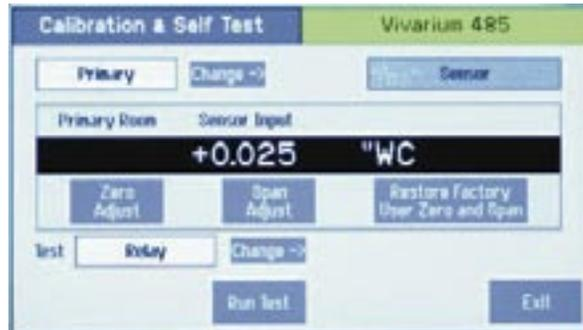 Calibration & Self Test Vivarium 485
Primary Change -> Sensor
Primary Room Sensor Input
+0.025 "WC
Zero Adjust Span Adjust Restore Factory User Zero and Span
Test Relay Change ->
Run Test Exit